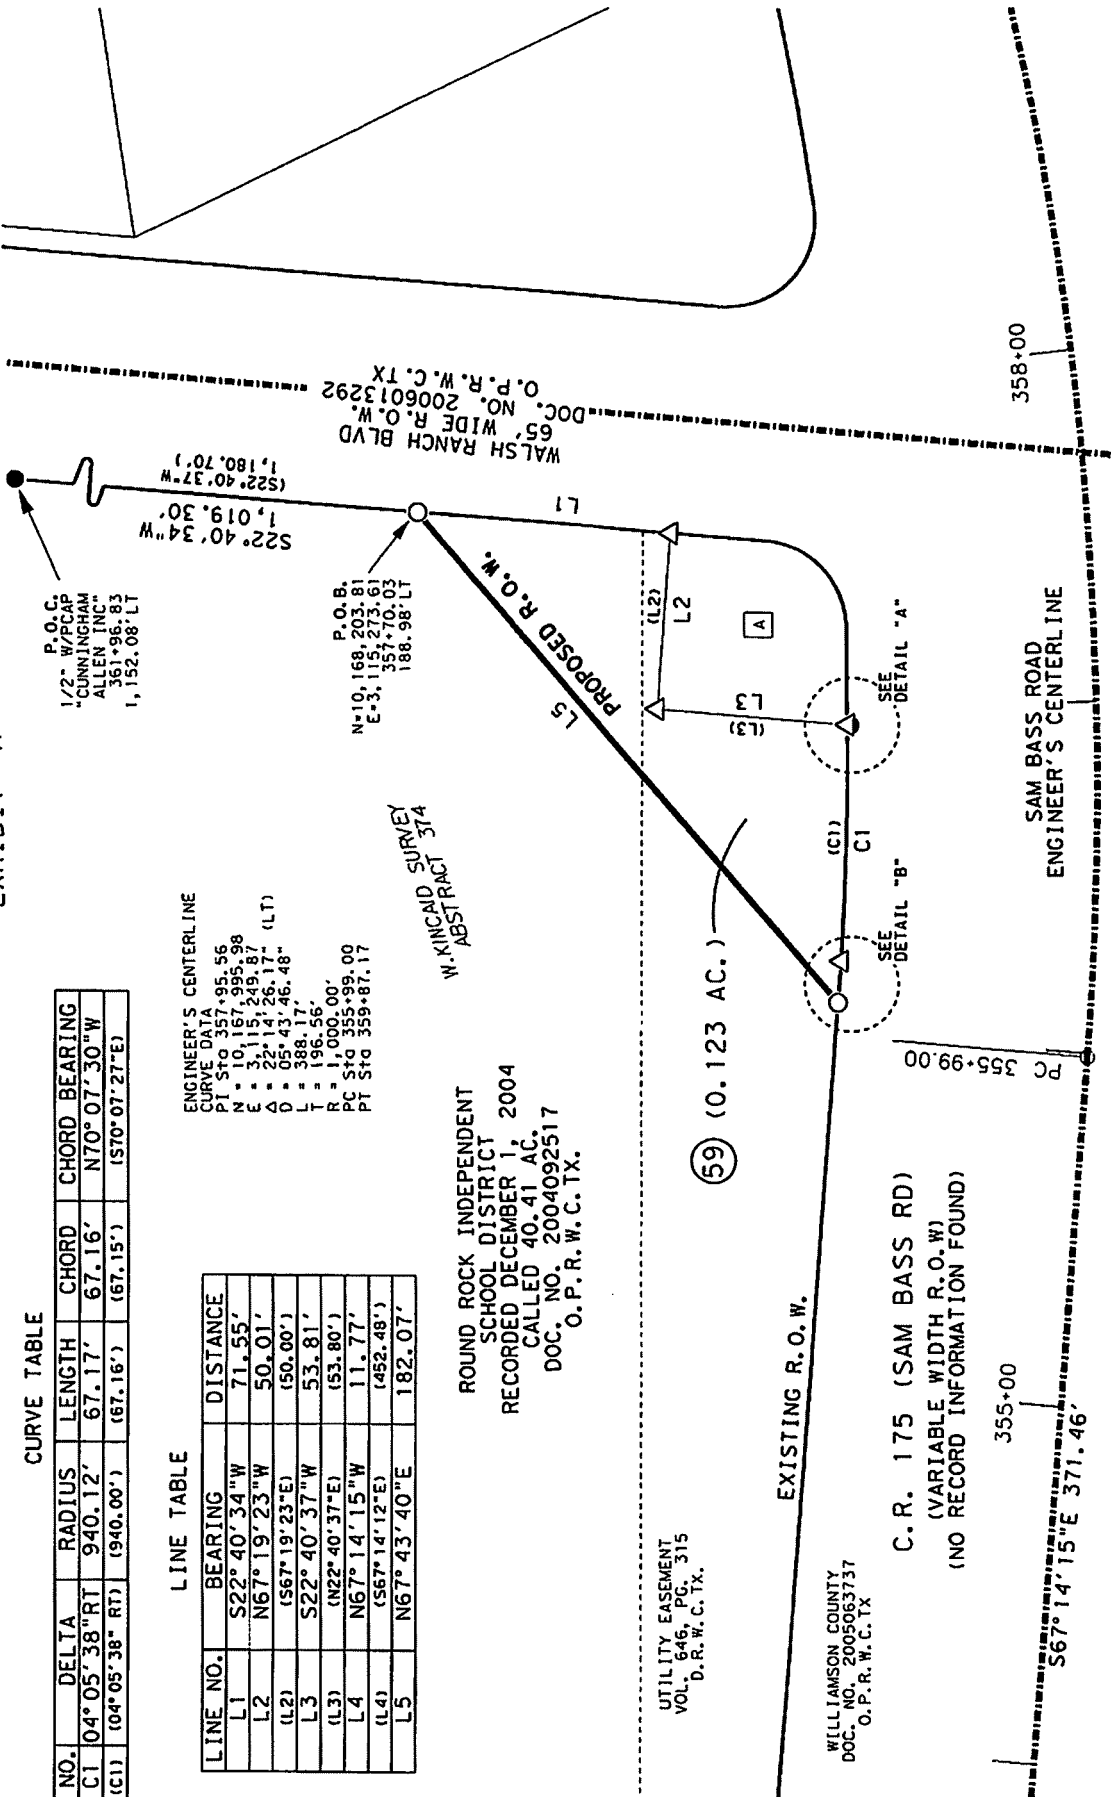 CURVE TABLE
NO. DELTA RADIUS LENGTH CHORD CHORD BEARING
C1 04°05'38"RT 940.12' 67.17' 67.16' N70°07'30"W
(C1) (04°05'38" RT) (940.00') (67.16') (67.15') (S70°07'27"E)
LINE TABLE
LINE NO. BEARING DISTANCE
L1 S22°40'34"W 71.55'
L2 N67°19'23"W 50.01'
(L2) (S67°19'23"E) (50.00')
L3 S22°40'37"W 53.81'
(L3) (N22°40'37"E) (53.80')
L4 N67°14'15"W 11.77'
(L4) (S67°14'12"E) (452.48')
L5 N67°43'40"E 182.07'
ENGINEER'S CENTERLINE
CURVE DATA
PI Sta 357+95.56
N = 10,167,995.98
E = 3,115,249.87
Δ = 22°14'26.17" (LT)
D = 05°43'46.48"
L = 388.17'
T = 196.56'
R = 1,000.00'
PC Sta 355+99.00
PT Sta 359+87.17
P.O.C.
1/2" W/PCAP
"CUNNINGHAM
ALLEN INC"
361+96.83
1,152.08' LT
S22°40'34"W
1,019.30'
(S22°40'37"W
1,180.70')
P.O.B.
N=10,168,203.81
E=3,115,273.61
357+70.03
188.98' LT
WALSH RANCH BLVD
65' WIDE R.O.W.
DOC. NO. 2006013292
O.P.R.W.C.TX
W.KINCAID SURVEY
ABSTRACT 374
ROUND ROCK INDEPENDENT
SCHOOL DISTRICT
RECORDED DECEMBER 1, 2004
CALLED 40.41 AC.
DOC. NO. 2004092517
O.P.R.W.C.TX.
PROPOSED R.O.W.
L5
L1
(L2)
L2
L3
(L3)
A
59 (0.123 AC.)
(C1)
C1
SEE
DETAIL "A"
SEE
DETAIL "B"
UTILITY EASEMENT
VOL. 646, PG. 315
D.R.W.C.TX.
EXISTING R.O.W.
WILLIAMSON COUNTY
DOC. NO. 2005063737
O.P.R.W.C.TX
C.R. 175 (SAM BASS RD)
(VARIABLE WIDTH R.O.W)
(NO RECORD INFORMATION FOUND)
PC 355+99.00
355+00
S67°14'15"E 371.46'
SAM BASS ROAD
ENGINEER'S CENTERLINE
358+00